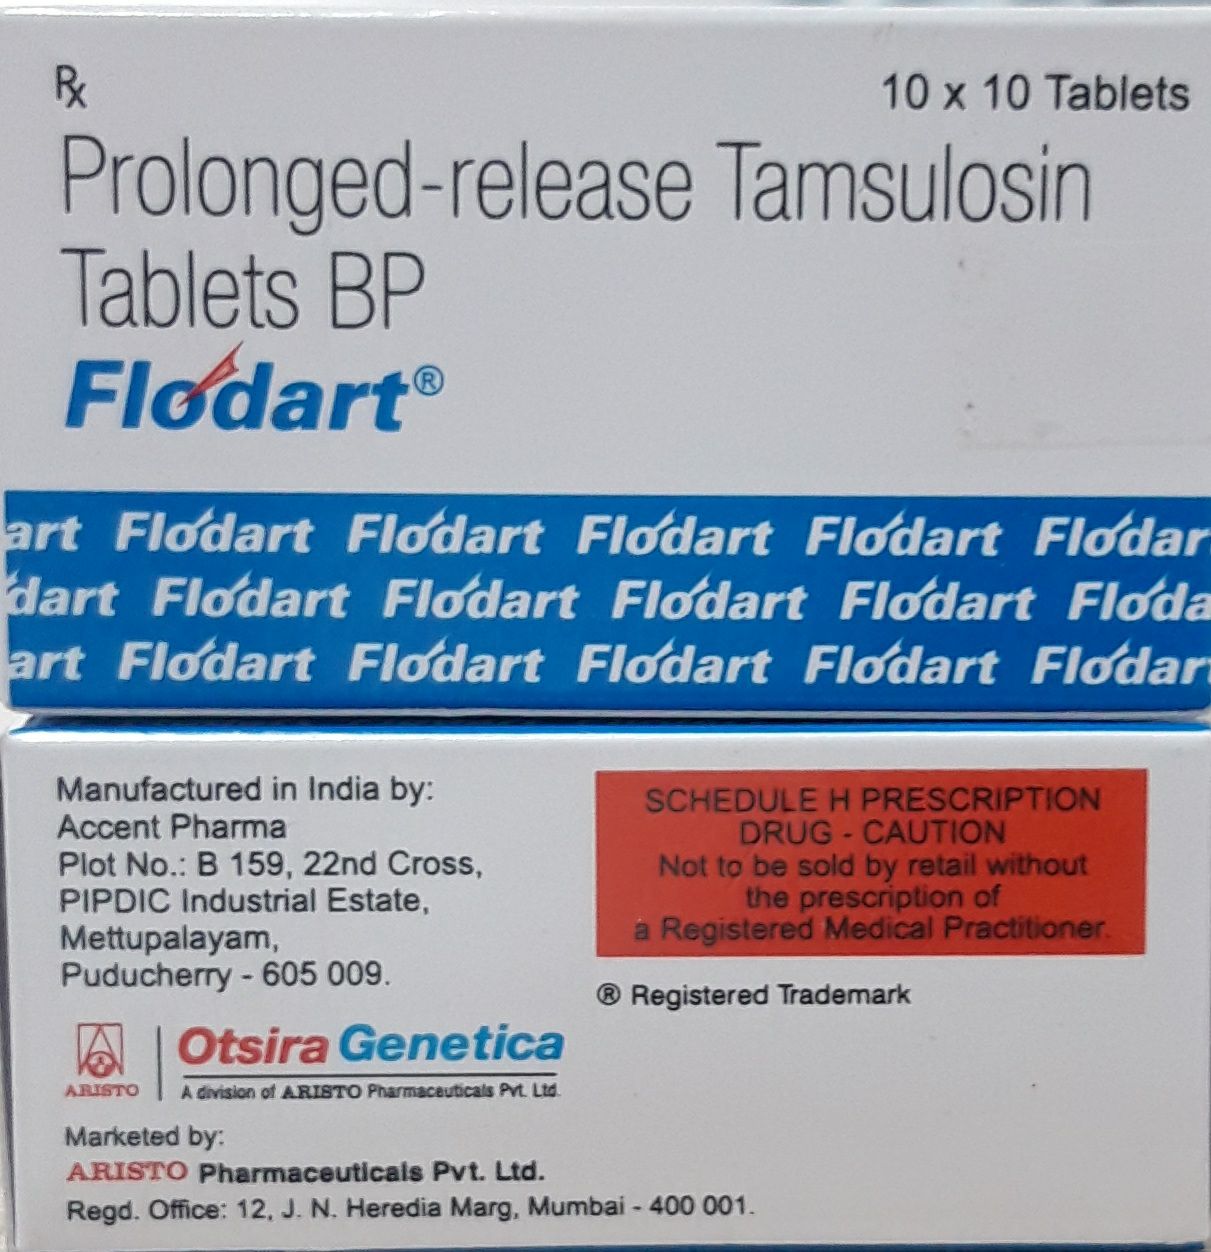 Rx
10 x 10 Tablets
Prolonged-release Tamsulosin
Tablets BP
Flodart®
art Flodart Flodart Flodart Flodart Flodar
dart Flodart Flodart Flodart Flodart Floda
art Flodart Flodart Flodart Flodart Flodar
Manufactured in India by:
Accent Pharma
Plot No.: B 159, 22nd Cross,
PIPDIC Industrial Estate,
Mettupalayam,
Puducherry - 605 009.
SCHEDULE H PRESCRIPTION
DRUG - CAUTION
Not to be sold by retail without
the prescription of
a Registered Medical Practitioner.
® Registered Trademark
ARISTO
Otsira Genetica
A division of ARISTO Pharmaceuticals Pvt. Ltd.
Marketed by:
ARISTO Pharmaceuticals Pvt. Ltd.
Regd. Office: 12, J. N. Heredia Marg, Mumbai - 400 001.